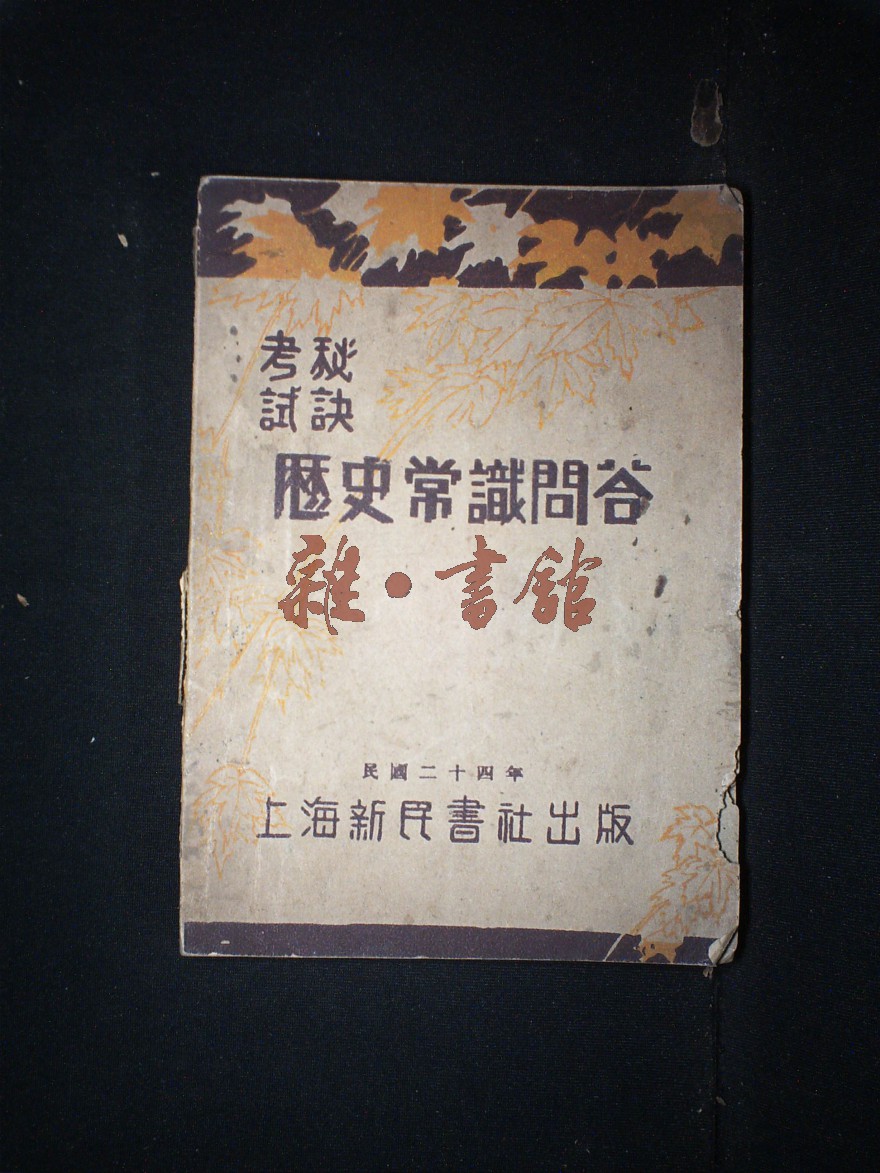 考試秘訣
歷史常識問答
雜·書館
民國二十四年
上海新民書社出版